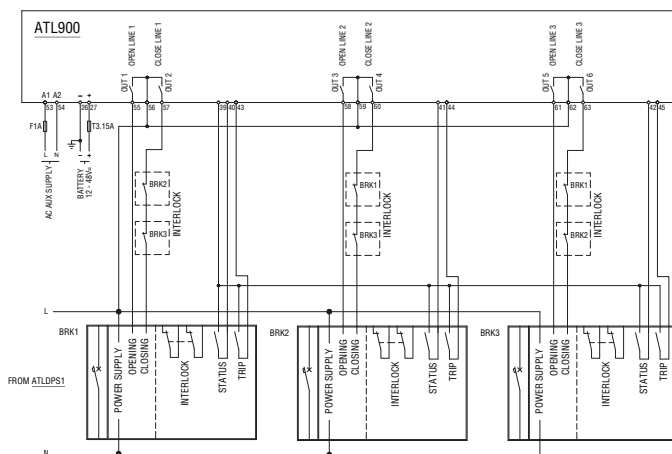 ATL900
OPEN LINE 1
CLOSE LINE 1
OPEN LINE 2
CLOSE LINE 2
OPEN LINE 3
CLOSE LINE 3
OUT 1
OUT 2
OUT 3
OUT 4
OUT 5
OUT 6
A1 A2 – +
53 54 26 27 55 56 57 39 40 43 58 59 60 41 44 61 62 63 42 45
F1A
T3.15A
L N – +
AC AUX SUPPLY
BATTERY
12 - 48V=
BRK2
BRK3
INTERLOCK
BRK1
BRK3
INTERLOCK
BRK1
BRK2
INTERLOCK
L
BRK1
POWER SUPPLY
OPENING
CLOSING
INTERLOCK
STATUS
TRIP
BRK2
POWER SUPPLY
OPENING
CLOSING
INTERLOCK
STATUS
TRIP
BRK3
POWER SUPPLY
OPENING
CLOSING
INTERLOCK
STATUS
TRIP
FROM ATLDPS1
N